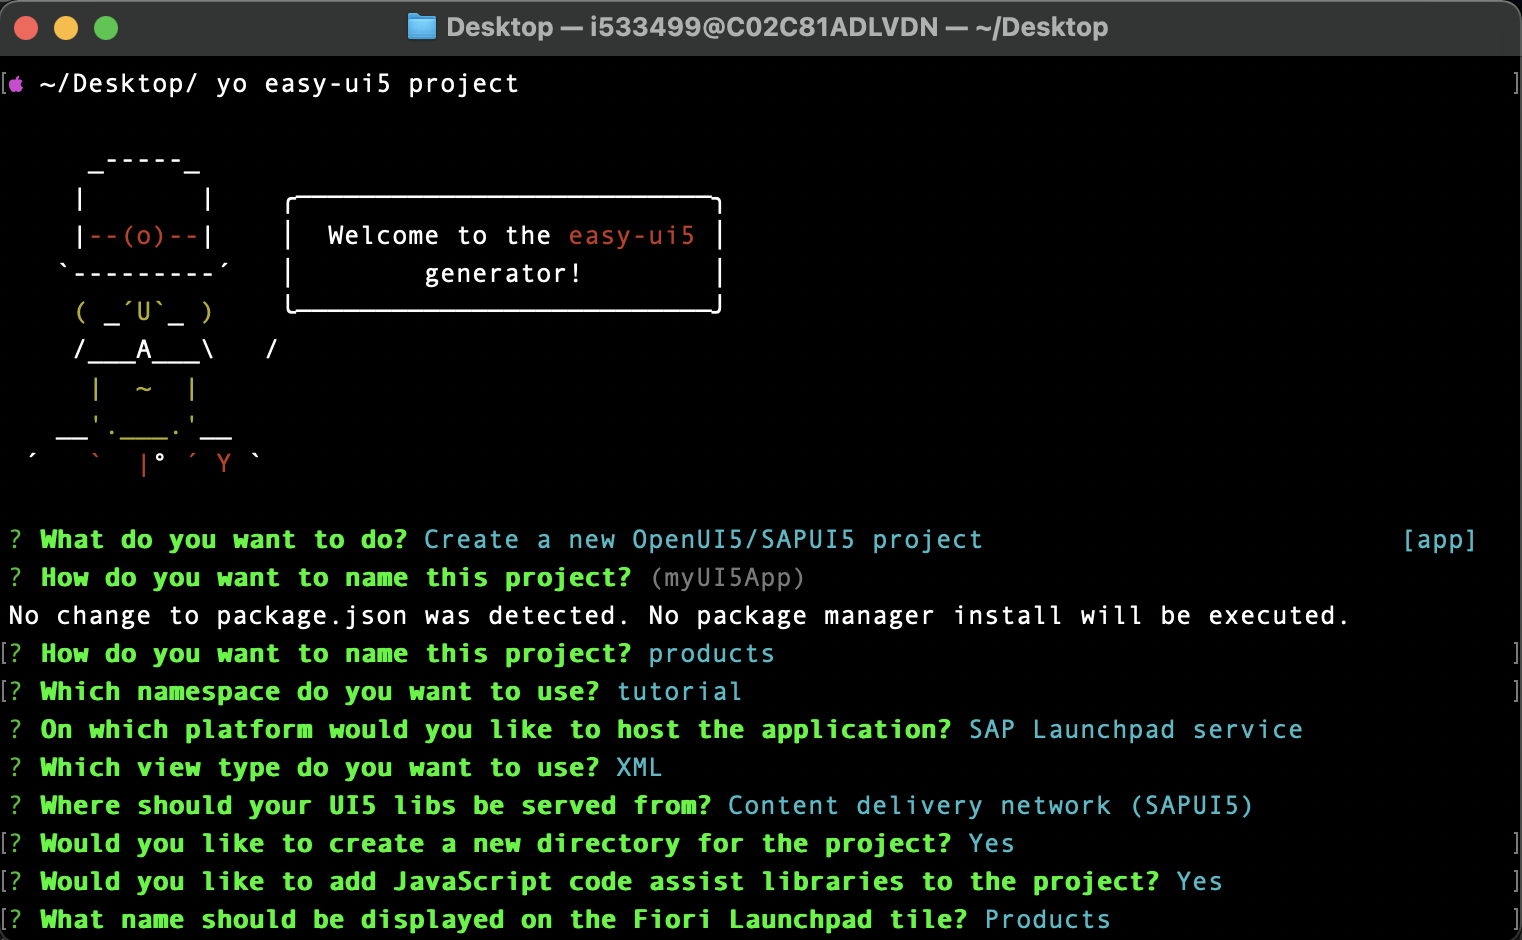 Desktop — i533499@C02C81ADLVDN — ~/Desktop
~/Desktop/ yo easy-ui5 project
     _-----_
    |       |    ╭──────────────────────────╮
    |--(o)--|    │  Welcome to the easy-ui5 │
   `---------´   │        generator!        │
    ( _´U`_ )    ╰──────────────────────────╯
    /___A___\   /
     |  ~  |
   __'.___.'__
 ´   `  |° ´ Y `
? What do you want to do? Create a new OpenUI5/SAPUI5 project [app]
? How do you want to name this project? (myUI5App)
No change to package.json was detected. No package manager install will be executed.
[? How do you want to name this project? products ]
[? Which namespace do you want to use? tutorial ]
? On which platform would you like to host the application? SAP Launchpad service
? Which view type do you want to use? XML
? Where should your UI5 libs be served from? Content delivery network (SAPUI5)
[? Would you like to create a new directory for the project? Yes ]
[? Would you like to add JavaScript code assist libraries to the project? Yes ]
[? What name should be displayed on the Fiori Launchpad tile? Products ]